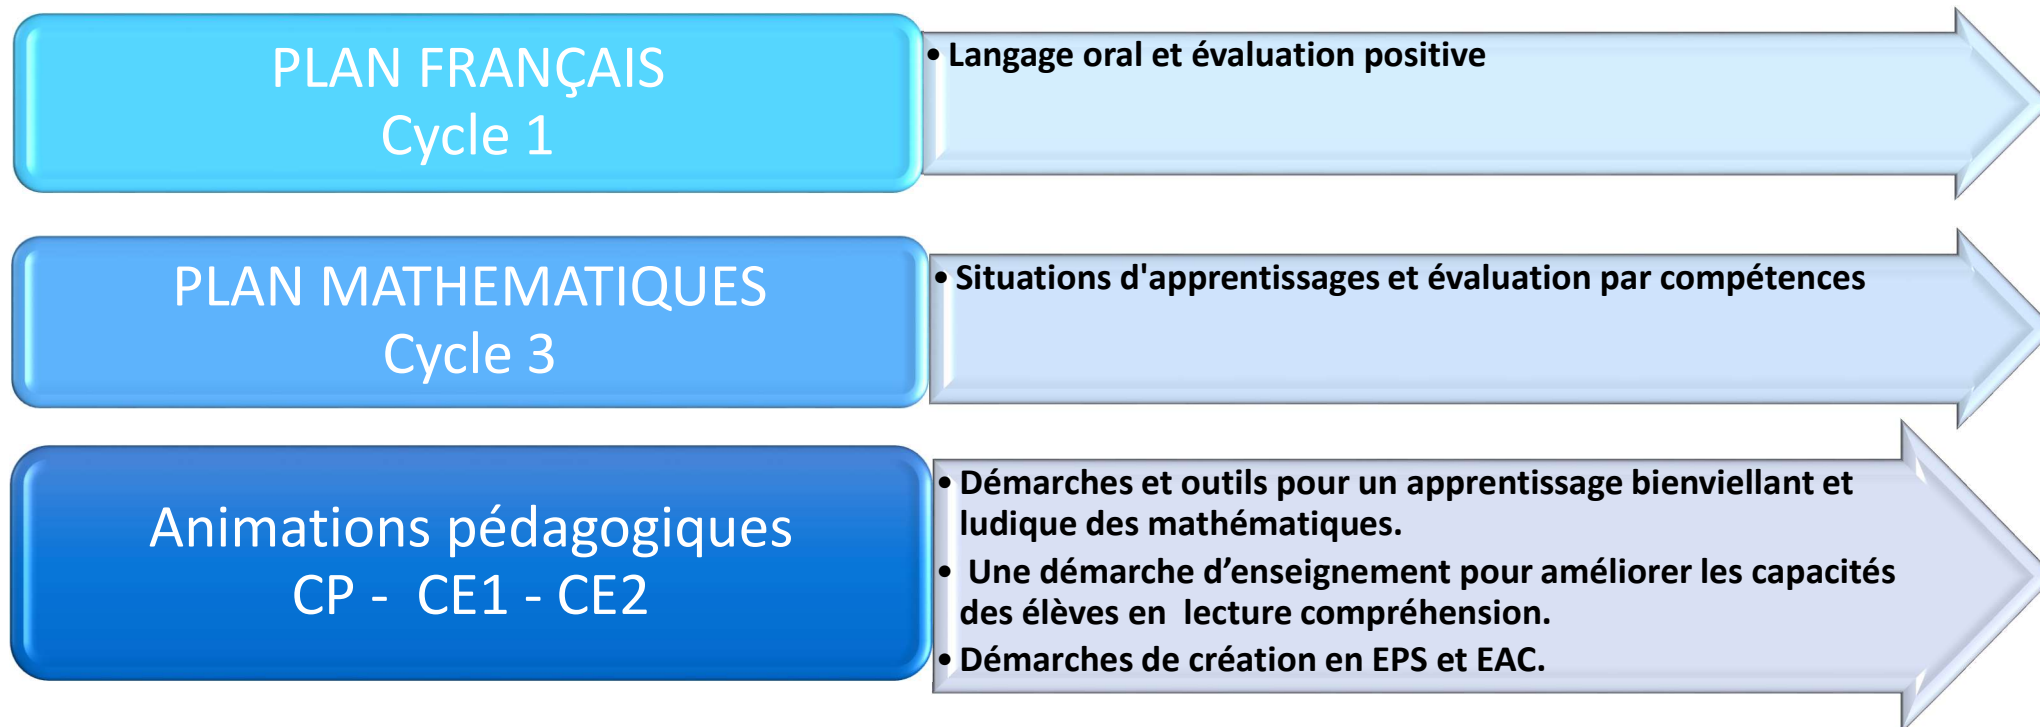 PLAN FRANÇAIS
Cycle 1
• Langage oral et évaluation positive
PLAN MATHEMATIQUES
Cycle 3
• Situations d'apprentissages et évaluation par compétences
Animations pédagogiques
CP - CE1 - CE2
• Démarches et outils pour un apprentissage bienviellant et
ludique des mathématiques.
• Une démarche d’enseignement pour améliorer les capacités
des élèves en lecture compréhension.
• Démarches de création en EPS et EAC.